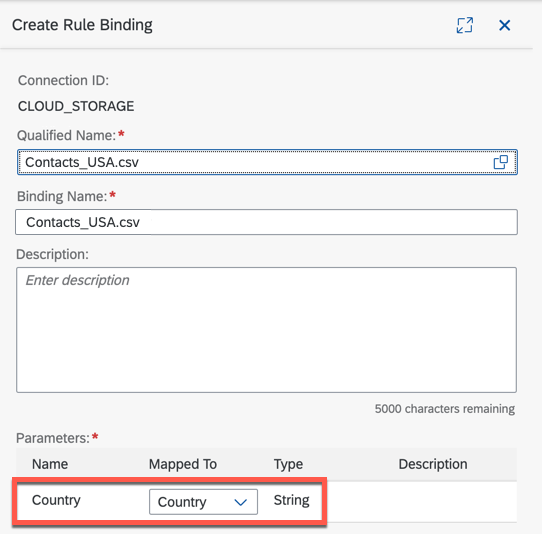 Create Rule Binding
Connection ID:
CLOUD_STORAGE
Qualified Name:*
Contacts_USA.csv
Binding Name:*
Contacts_USA.csv
Description:
Enter description
5000 characters remaining
Parameters:*
Name Mapped To Type Description
Country Country String